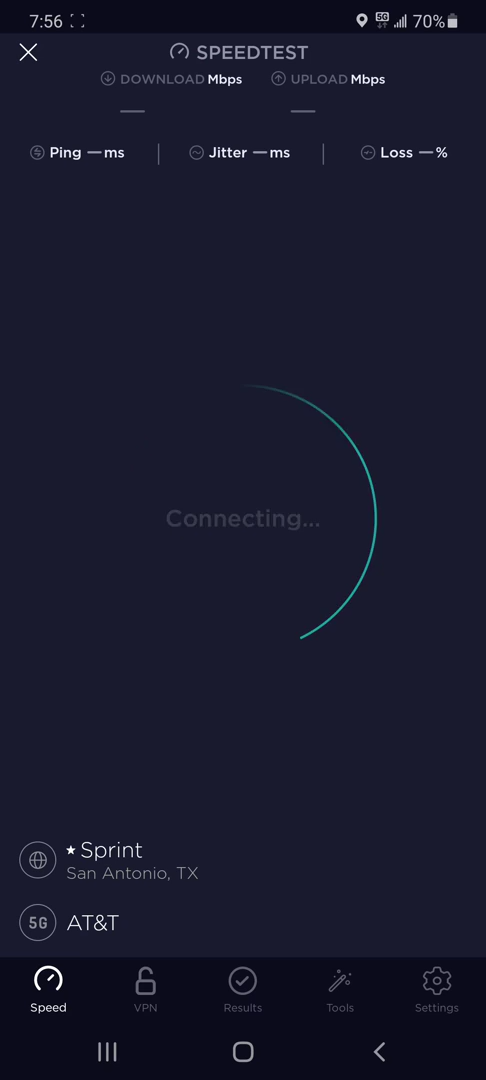 7:56 5G 70%
SPEEDTEST
DOWNLOAD Mbps UPLOAD Mbps
— —
Ping — ms Jitter — ms Loss — %
Connecting...
★ Sprint
San Antonio, TX
5G AT&T
Speed VPN Results Tools Settings